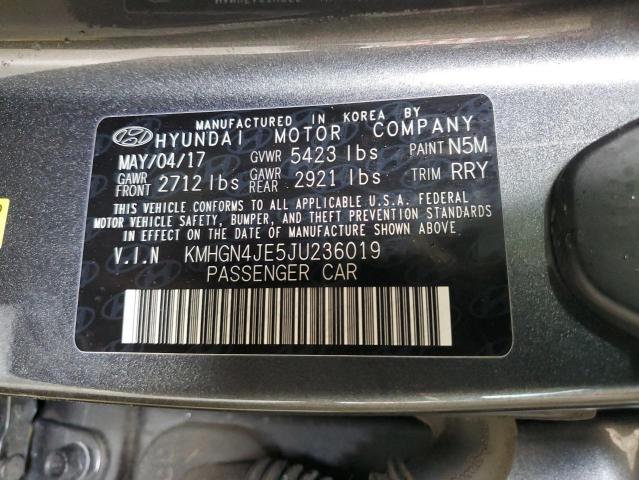 MANUFACTURED IN KOREA BY
HYUNDAI MOTOR COMPANY
MAY/04/17 GVWR 5423 lbs PAINT N5M
GAWR FRONT 2712 lbs GAWR REAR 2921 lbs TRIM RRY
THIS VEHICLE CONFORMS TO ALL APPLICABLE U.S.A. FEDERAL
MOTOR VEHICLE SAFETY, BUMPER, AND THEFT PREVENTION STANDARDS
IN EFFECT ON THE DATE OF MANUFACTURE SHOWN ABOVE.
V.I.N KMHGN4JE5JU236019
PASSENGER CAR